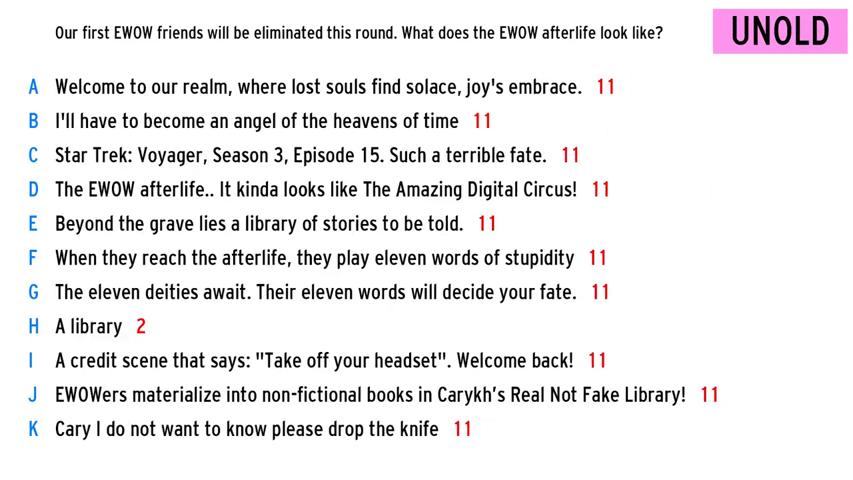 Our first EWOW friends will be eliminated this round. What does the EWOW afterlife look like? UNOLD
A Welcome to our realm, where lost souls find solace, joy's embrace. 11
B I'll have to become an angel of the heavens of time 11
C Star Trek: Voyager, Season 3, Episode 15. Such a terrible fate. 11
D The EWOW afterlife.. It kinda looks like The Amazing Digital Circus! 11
E Beyond the grave lies a library of stories to be told. 11
F When they reach the afterlife, they play eleven words of stupidity 11
G The eleven deities await. Their eleven words will decide your fate. 11
H A library 2
I A credit scene that says: "Take off your headset". Welcome back! 11
J EWOWers materialize into non-fictional books in Carykh’s Real Not Fake Library! 11
K Cary I do not want to know please drop the knife 11